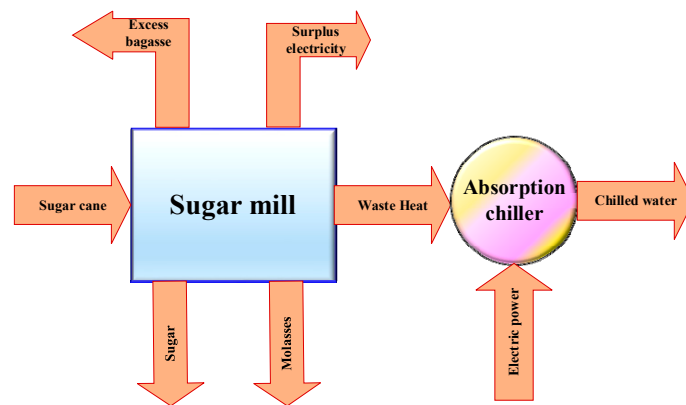 Excess
bagasse
Surplus
electricity
Sugar cane
Sugar mill
Waste Heat
Absorption
chiller
Chilled water
Sugar
Molasses
Electric power